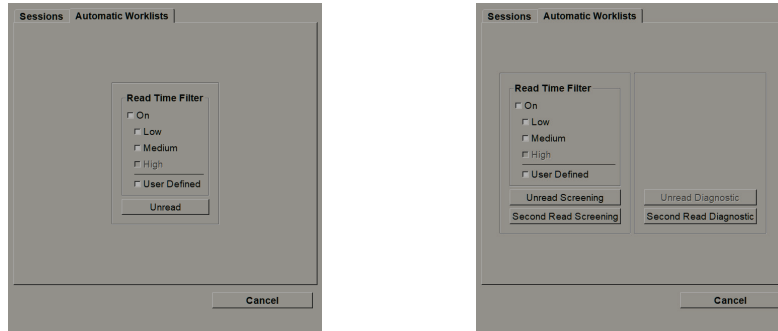 Sessions Automatic Worklists
Read Time Filter
On
Low
Medium
High
User Defined
Unread
Cancel
Sessions Automatic Worklists
Read Time Filter
On
Low
Medium
High
User Defined
Unread Screening Unread Diagnostic
Second Read Screening Second Read Diagnostic
Cancel